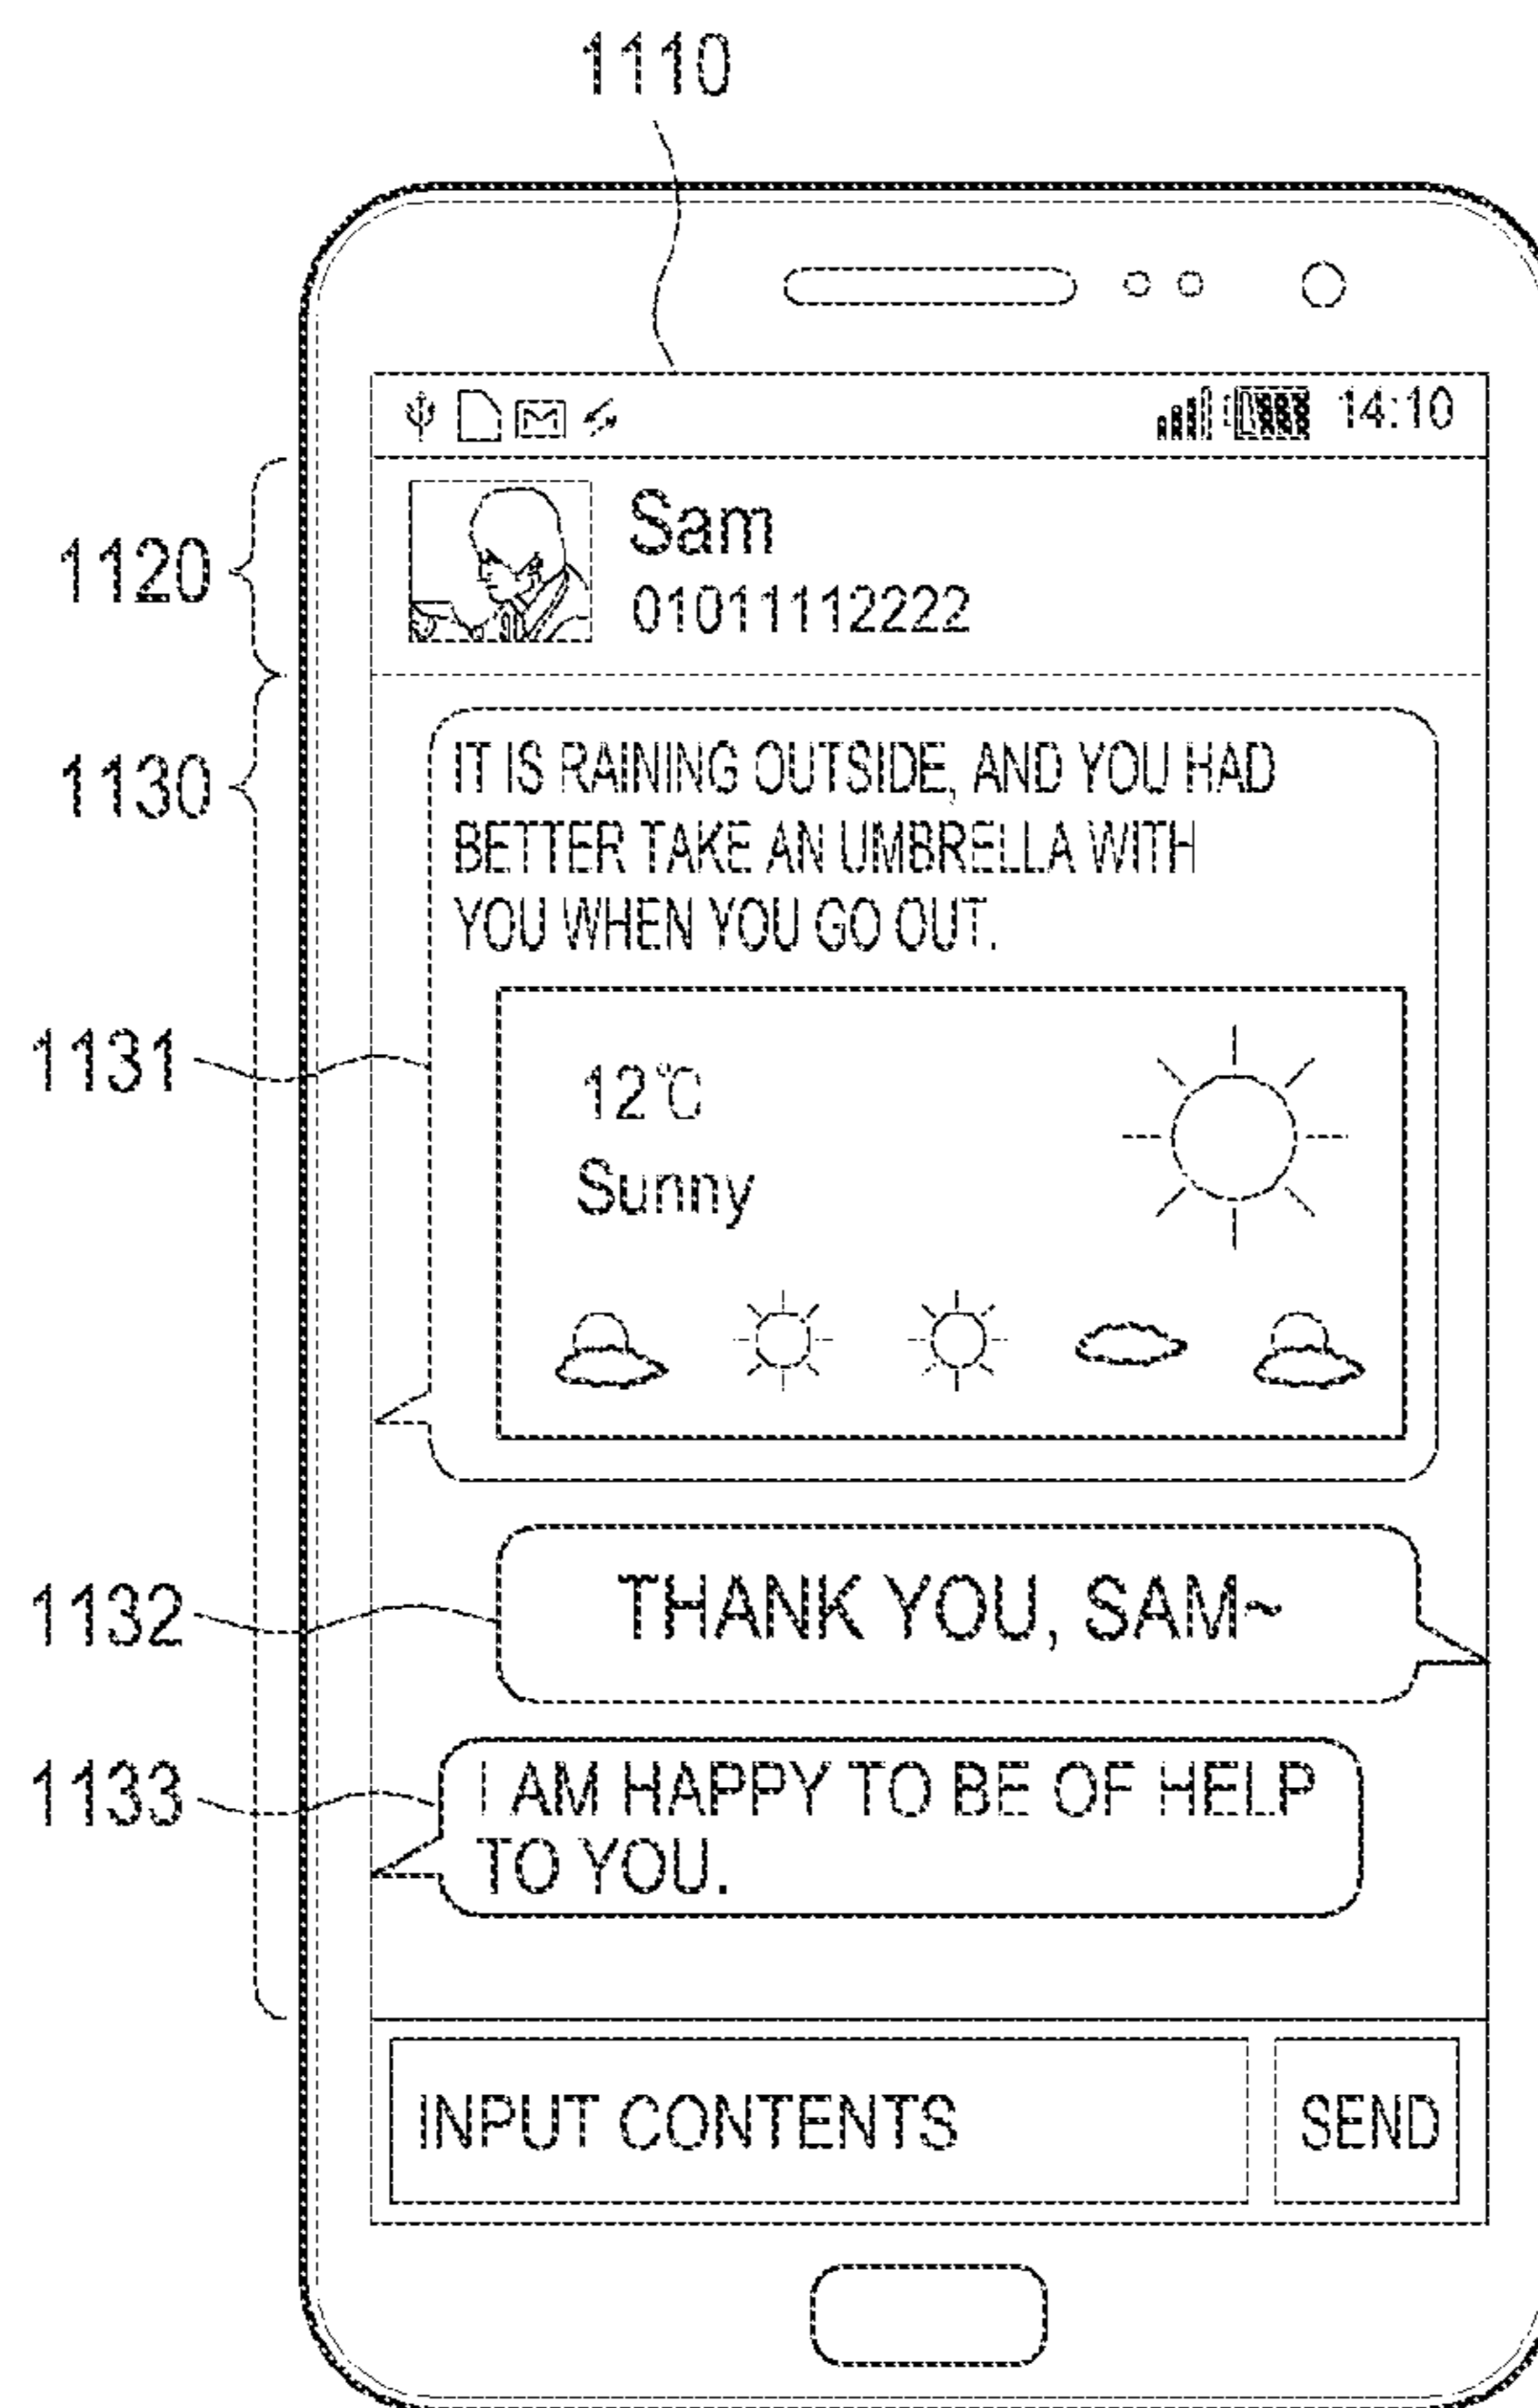 1110
14:10
1120
Sam
01011112222
1130
IT IS RAINING OUTSIDE, AND YOU HAD
BETTER TAKE AN UMBRELLA WITH
YOU WHEN YOU GO OUT.
1131
12℃
Sunny
1132
THANK YOU, SAM~
1133
I AM HAPPY TO BE OF HELP
TO YOU.
INPUT CONTENTS
SEND